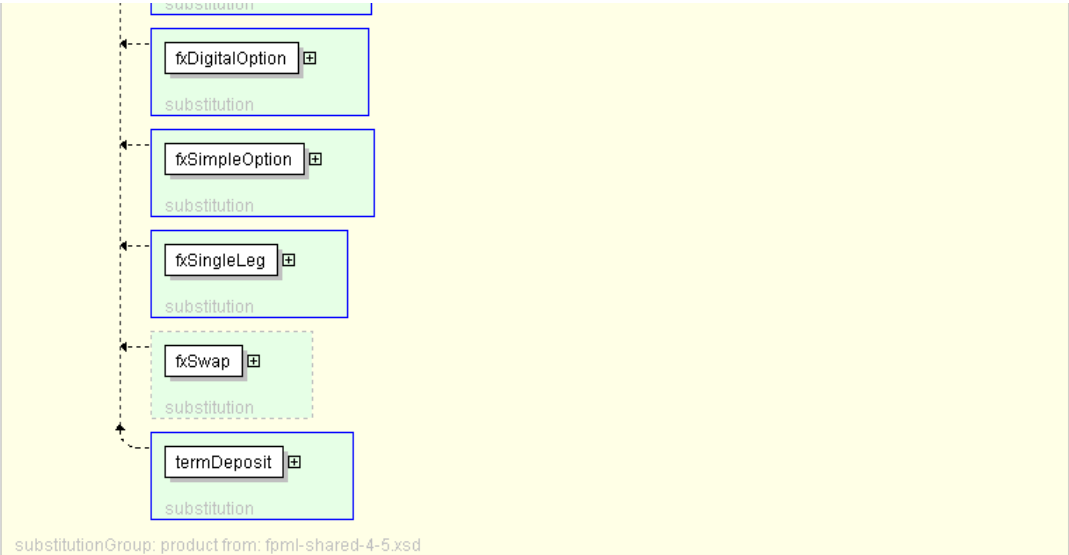 substitution
fxDigitalOption
substitution
fxSimpleOption
substitution
fxSingleLeg
substitution
fxSwap
substitution
termDeposit
substitution
substitutionGroup: product from: fpml-shared-4-5.xsd